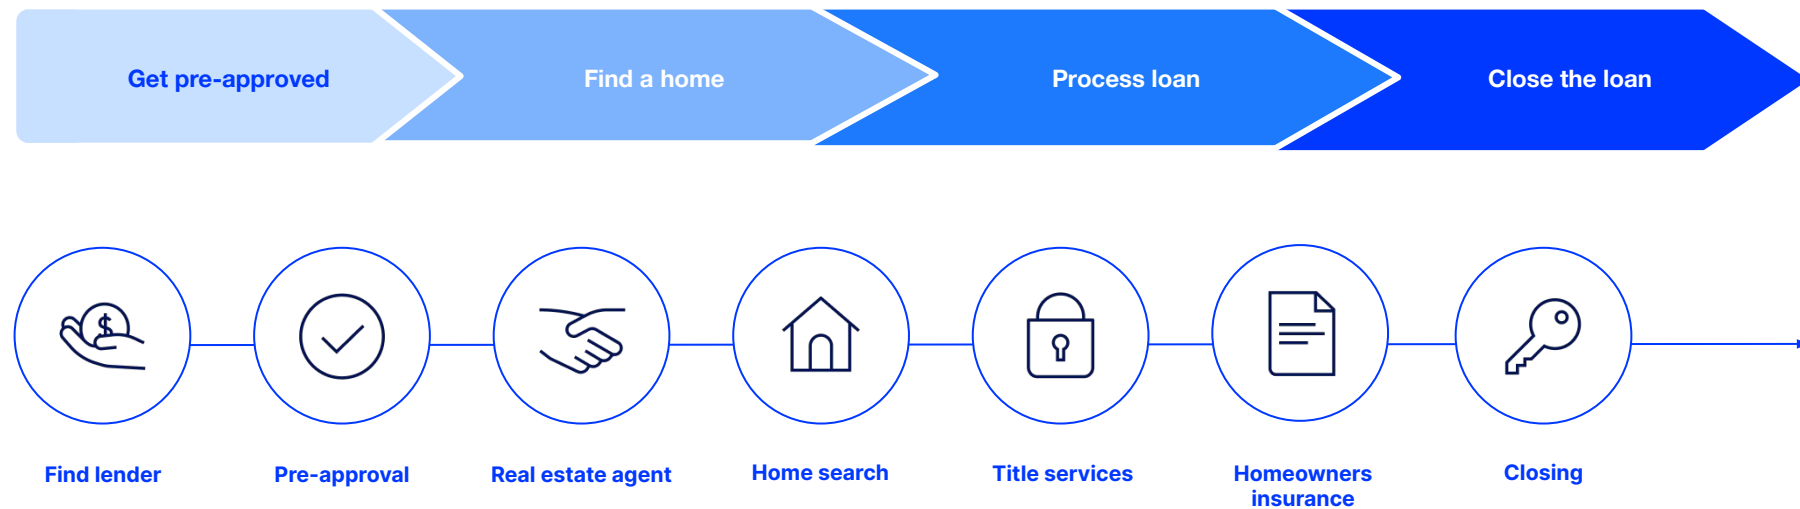 Get pre-approved
Find a home
Process loan
Close the loan
$
Find lender
Pre-approval
Real estate agent
Home search
Title services
Homeowners
insurance
Closing